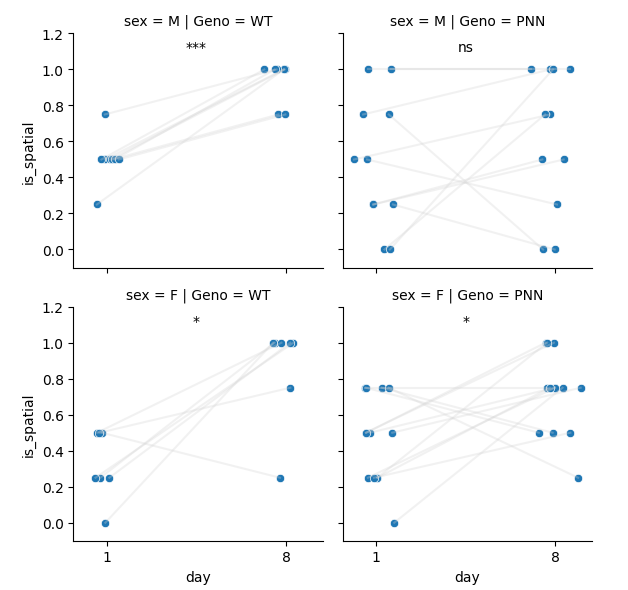 sex = M | Geno = WT
sex = M | Geno = PNN
1.2
***
ns
1.0
0.8
0.6
is_spatial
0.4
0.2
0.0
sex = F | Geno = WT
sex = F | Geno = PNN
1.2
*
*
1.0
0.8
0.6
is_spatial
0.4
0.2
0.0
1
8
1
8
day
day